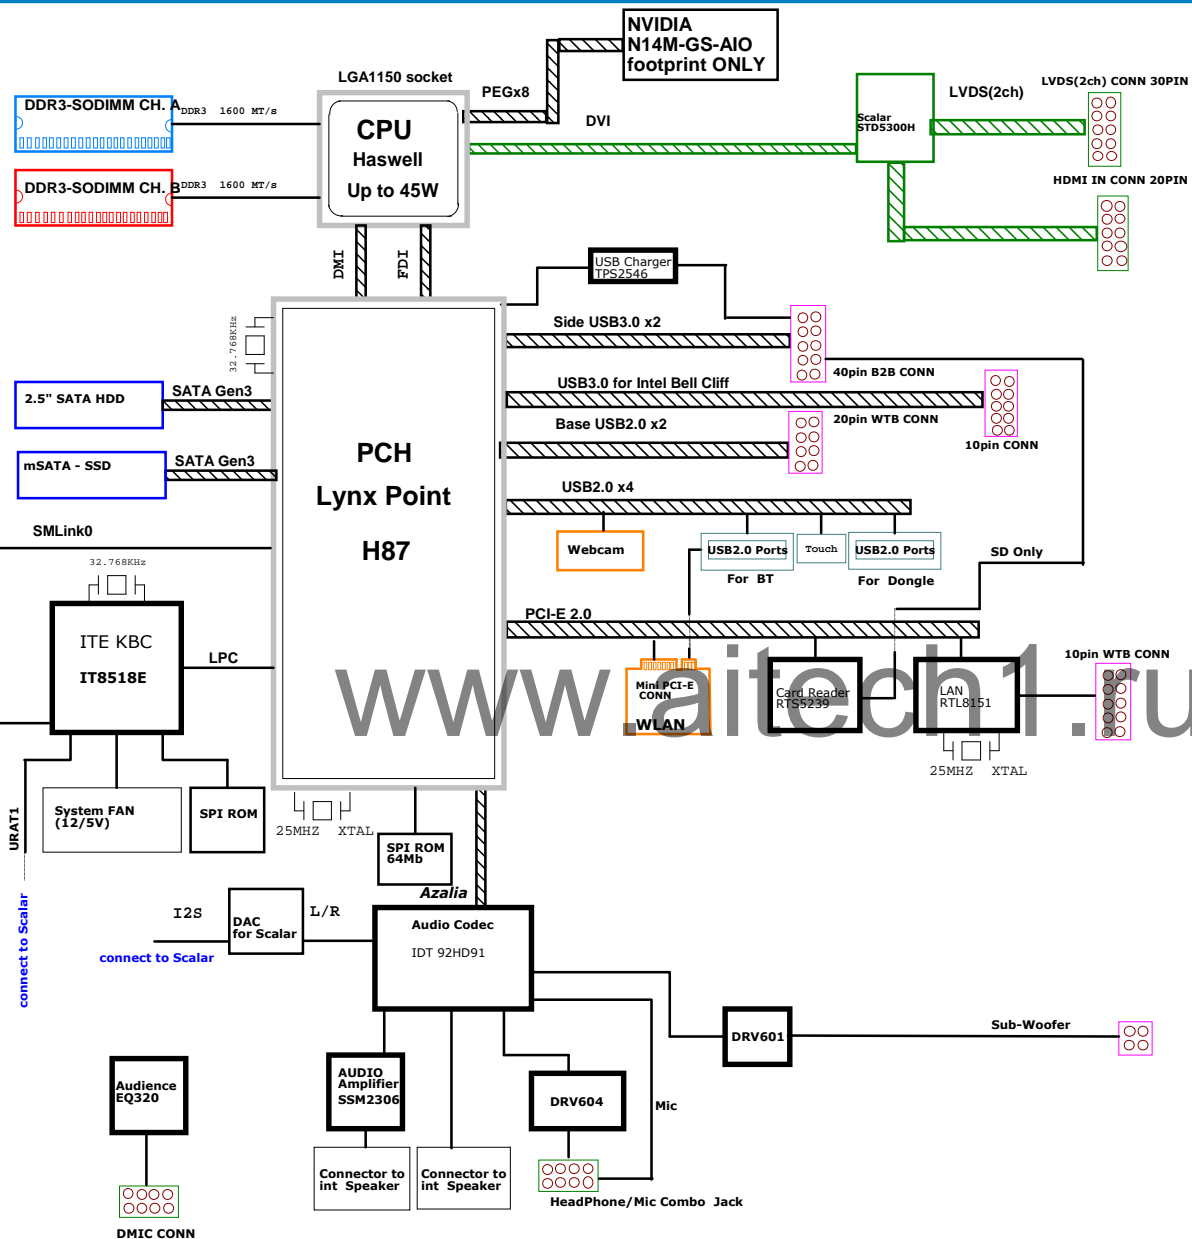 NVIDIA
N14M-GS-AIO
footprint ONLY
LGA1150 socket
PEGx8
DVI
LVDS(2ch)
LVDS(2ch) CONN 30PIN
Scalar
STD5300H
HDMI IN CONN 20PIN
DDR3-SODIMM CH. A
DDR3 1600 MT/s
DDR3-SODIMM CH. B
DDR3 1600 MT/s
CPU
Haswell
Up to 45W
DMI
FDI
USB Charger
TPS2546
Side USB3.0 x2
40pin B2B CONN
32.768KHz
2.5" SATA HDD
SATA Gen3
mSATA - SSD
SATA Gen3
USB3.0 for Intel Bell Cliff
20pin WTB CONN
10pin CONN
Base USB2.0 x2
PCH
Lynx Point
H87
USB2.0 x4
Webcam
USB2.0 Ports
For BT
Touch
USB2.0 Ports
For Dongle
SD Only
SMLink0
32.768KHz
ITE KBC
IT8518E
LPC
PCI-E 2.0
www.aitech1.ru
Mini PCI-E
CONN
WLAN
Card Reader
RTS5239
LAN
RTL8151
10pin WTB CONN
25MHZ XTAL
URAT1
connect to Scalar
System FAN
(12/5V)
SPI ROM
25MHZ XTAL
SPI ROM
64Mb
Azalia
I2S
connect to Scalar
DAC
for Scalar
L/R
Audio Codec
IDT 92HD91
DRV601
Sub-Woofer
Audience
EQ320
DMIC CONN
AUDIO
Amplifier
SSM2306
Connector to
int Speaker
Connector to
int Speaker
DRV604
Mic
HeadPhone/Mic Combo Jack